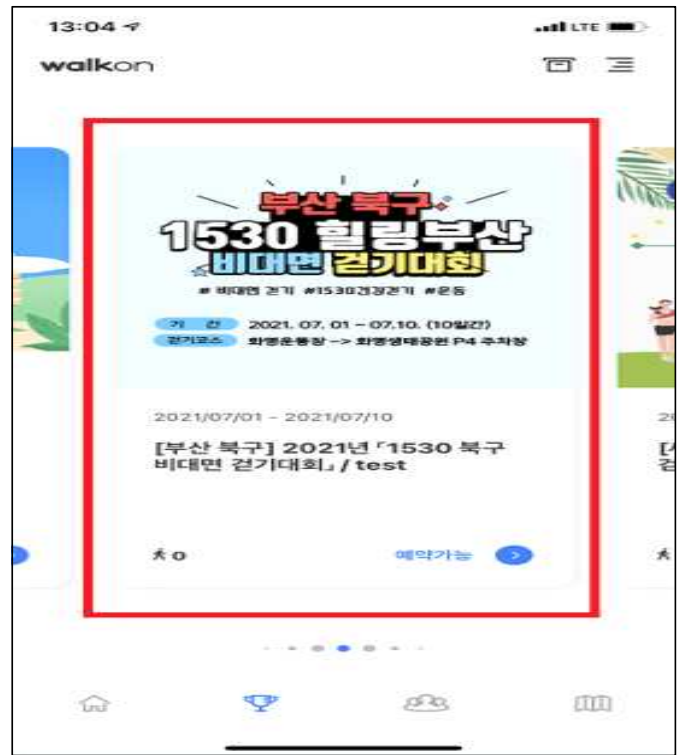 13:04
LTE
walkon
부산 북구
1530 힐링부산
비대면 걷기대회
# 비대면 걷기 #1530건강걷기 #운동
기 간 2021. 07. 01 - 07.10. (10일간)
걷기코스 화명운동장 -> 화명생태공원 P4 주차장
2021/07/01 - 2021/07/10
[부산 북구] 2021년 「1530 북구
비대면 걷기대회」 / test
0
예약가능